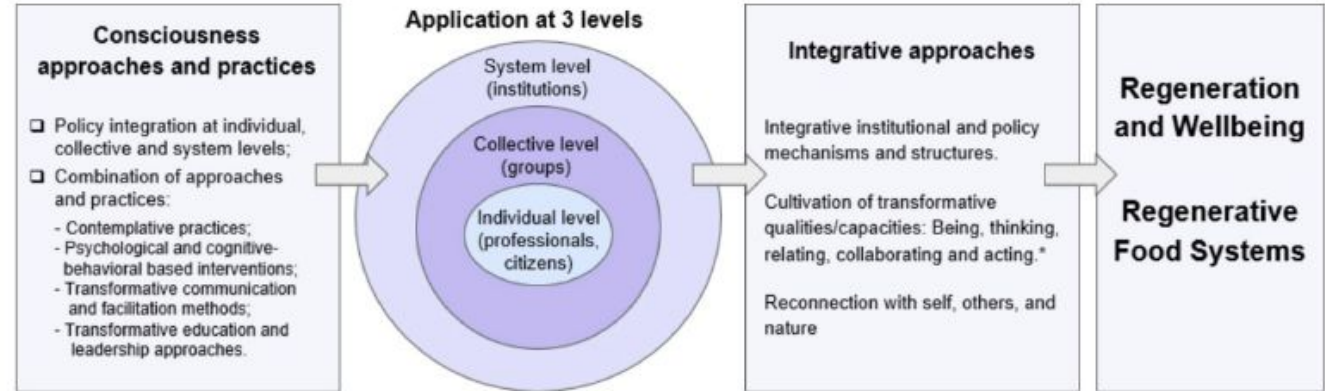 Consciousness
approaches and practices
❑ Policy integration at individual,
collective and system levels;
❑ Combination of approaches
and practices:
- Contemplative practices;
- Psychological and cognitive-
behavioral based interventions;
- Transformative communication
and facilitation methods;
- Transformative education and
leadership approaches.
Application at 3 levels
System level
(institutions)
Collective level
(groups)
Individual level
(professionals,
citizens)
Integrative approaches
Integrative institutional and policy
mechanisms and structures.
Cultivation of transformative
qualities/capacities: Being, thinking,
relating, collaborating and acting.*
Reconnection with self, others, and
nature
Regeneration
and Wellbeing
Regenerative
Food Systems